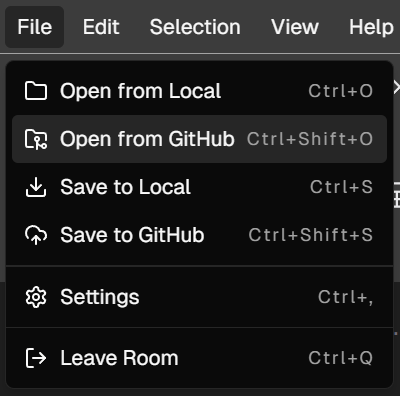 File Edit Selection View Help
Open from Local Ctrl+O
Open from GitHub Ctrl+Shift+O
Save to Local Ctrl+S
Save to GitHub Ctrl+Shift+S
Settings Ctrl+,
Leave Room Ctrl+Q